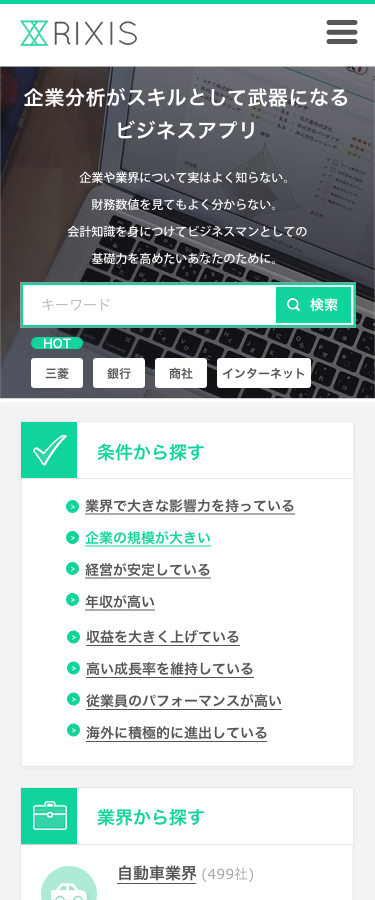 RIXIS
企業分析がスキルとして武器になる
ビジネスアプリ
企業や業界について実はよく知らない。
財務数値を見てもよく分からない。
会計知識を身につけてビジネスマンとしての
基礎力を高めたいあなたのために。
キーワード
検索
HOT
三菱
銀行
商社
インターネット
条件から探す
業界で大きな影響力を持っている
企業の規模が大きい
経営が安定している
年収が高い
収益を大きく上げている
高い成長率を維持している
従業員のパフォーマンスが高い
海外に積極的に進出している
業界から探す
自動車業界 (499社)